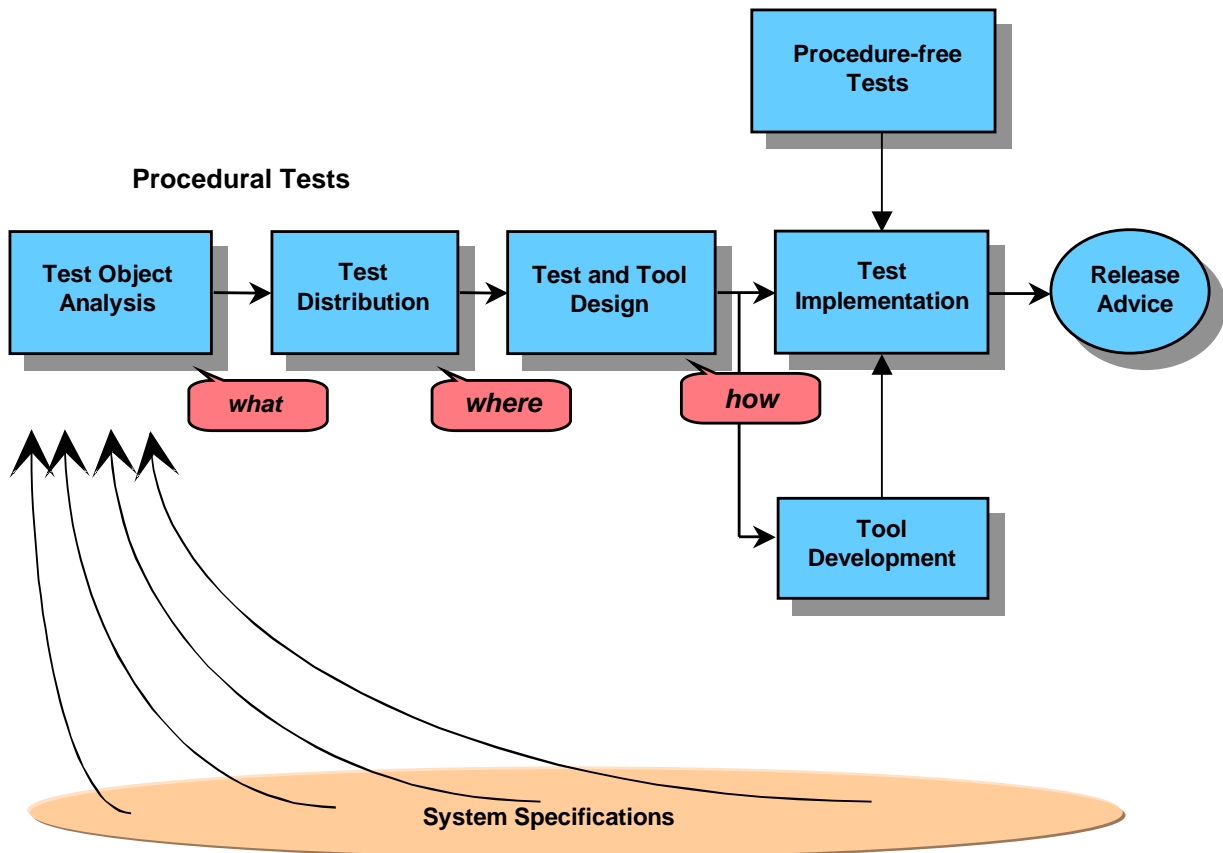 Procedure-free
Tests
Procedural Tests
Test Object
Analysis
Test
Distribution
Test and Tool
Design
Test
Implementation
Release
Advice
what
where
how
Tool
Development
System Specifications